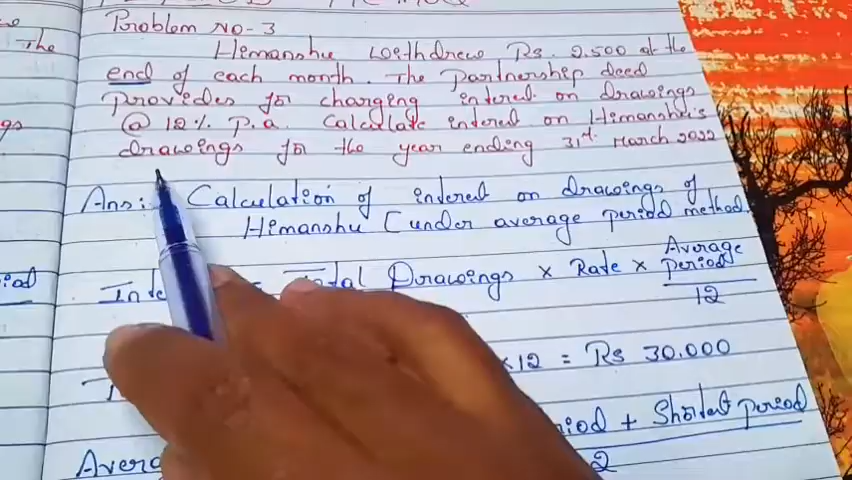 The
Problem NO-3
Himanshu withdrew Rs. 2.500 at the
end of each month. The Partnership deed
provides for charging interest on drawings
@ 12% P.a. Calculate interest on Himanshu's
drawings for the year ending 31st March 2022
Ans: Calculation of interest on drawings of
Himanshu (under average period method.
Total Drawings × Rate × Average Period
12
×12 = Rs 30.000
+ Shortest period
2